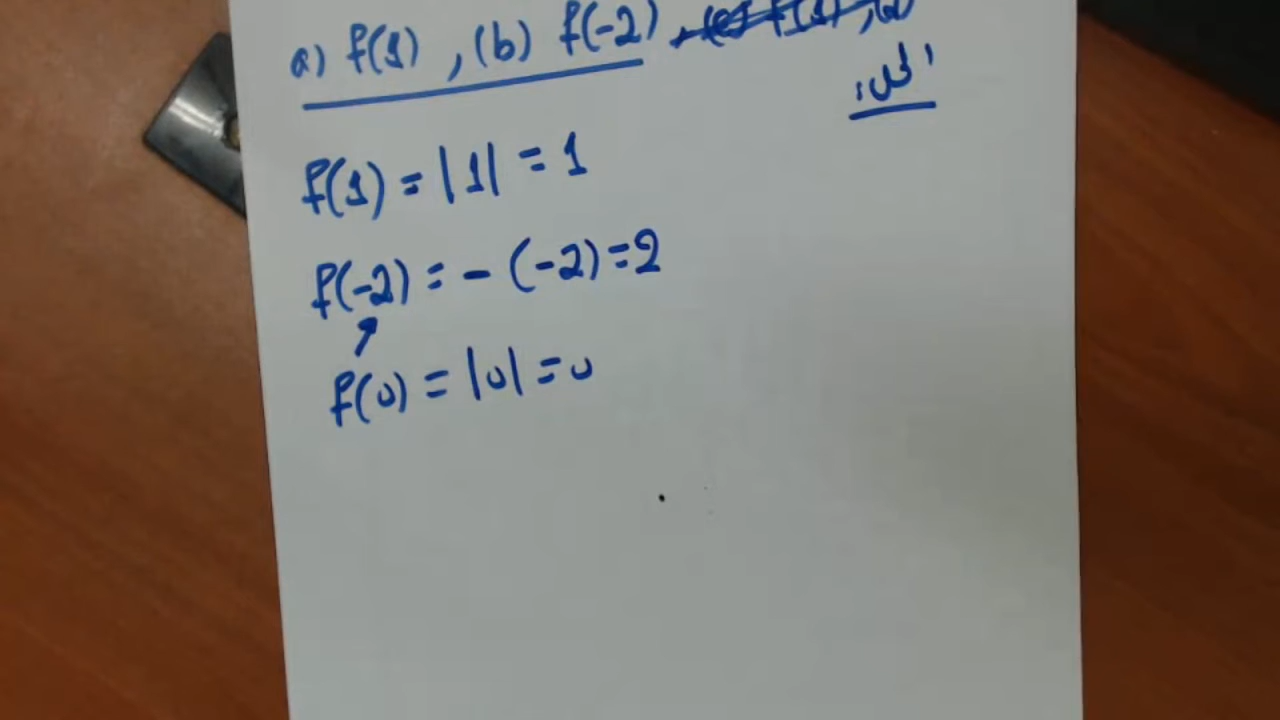 a) f(1) , (b) f(-2) ,
الحل:
f(1) = |1| = 1
f(-2) = - (-2) = 2
f(0) = |0| = 0